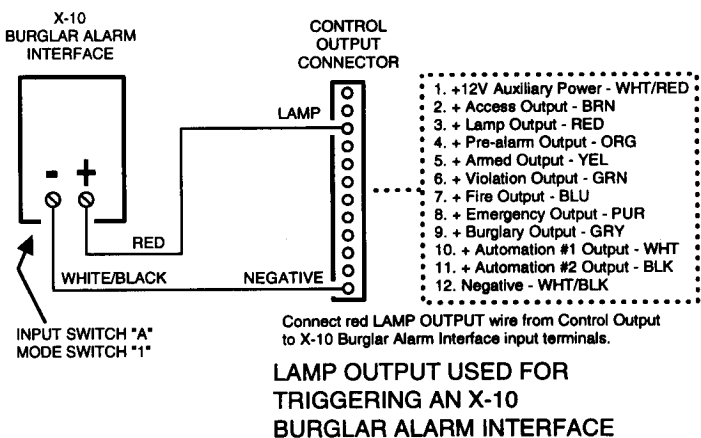 X-10
BURGLAR ALARM
INTERFACE
CONTROL
OUTPUT
CONNECTOR
LAMP
- +
RED
WHITE/BLACK
NEGATIVE
INPUT SWITCH "A"
MODE SWITCH "1"
1. +12V Auxiliary Power - WHT/RED
2. + Access Output - BRN
3. + Lamp Output - RED
4. + Pre-alarm Output - ORG
5. + Armed Output - YEL
6. + Violation Output - GRN
7. + Fire Output - BLU
8. + Emergency Output - PUR
9. + Burglary Output - GRY
10. + Automation #1 Output - WHT
11. + Automation #2 Output - BLK
12. Negative - WHT/BLK
Connect red LAMP OUTPUT wire from Control Output
to X-10 Burglar Alarm Interface input terminals.
LAMP OUTPUT USED FOR
TRIGGERING AN X-10
BURGLAR ALARM INTERFACE